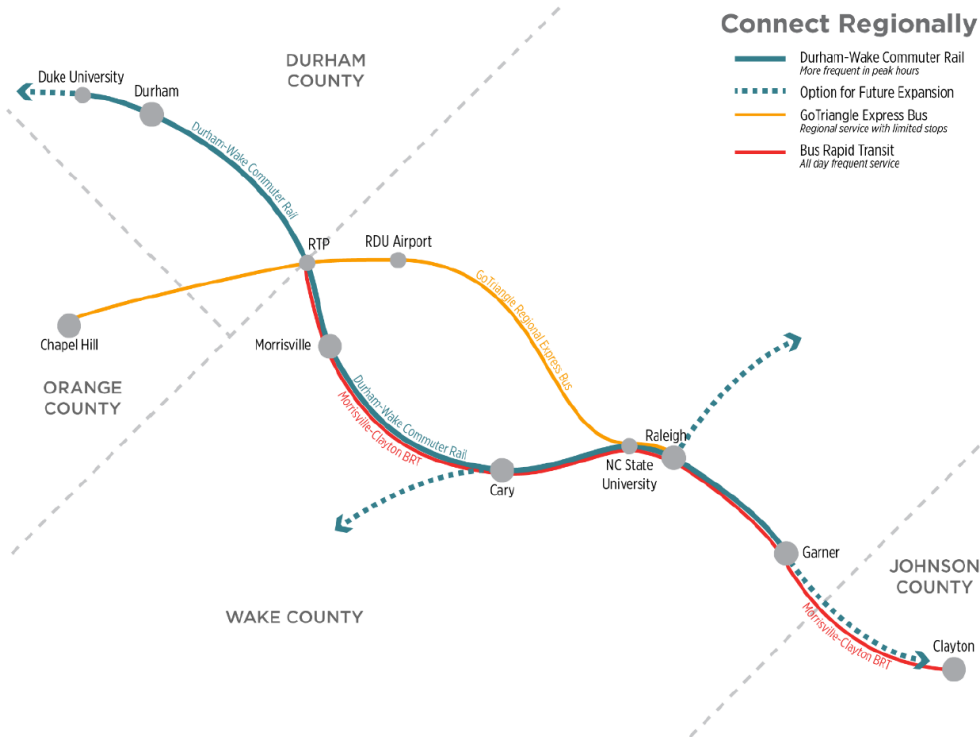 Connect Regionally
Durham-Wake Commuter Rail
More frequent in peak hours
Option for Future Expansion
GoTriangle Express Bus
Regional service with limited stops
Bus Rapid Transit
All day frequent service
DURHAM
COUNTY
Duke University
Durham
Durham-Wake Commuter Rail
RTP
RDU Airport
GoTriangle Regional Express Bus
Chapel Hill
Morrisville
ORANGE
COUNTY
Durham-Wake Commuter Rail
Morrisville-Clayton BRT
Raleigh
NC State
University
Cary
Garner
JOHNSON
COUNTY
WAKE COUNTY
Morrisville-Clayton BRT
Clayton